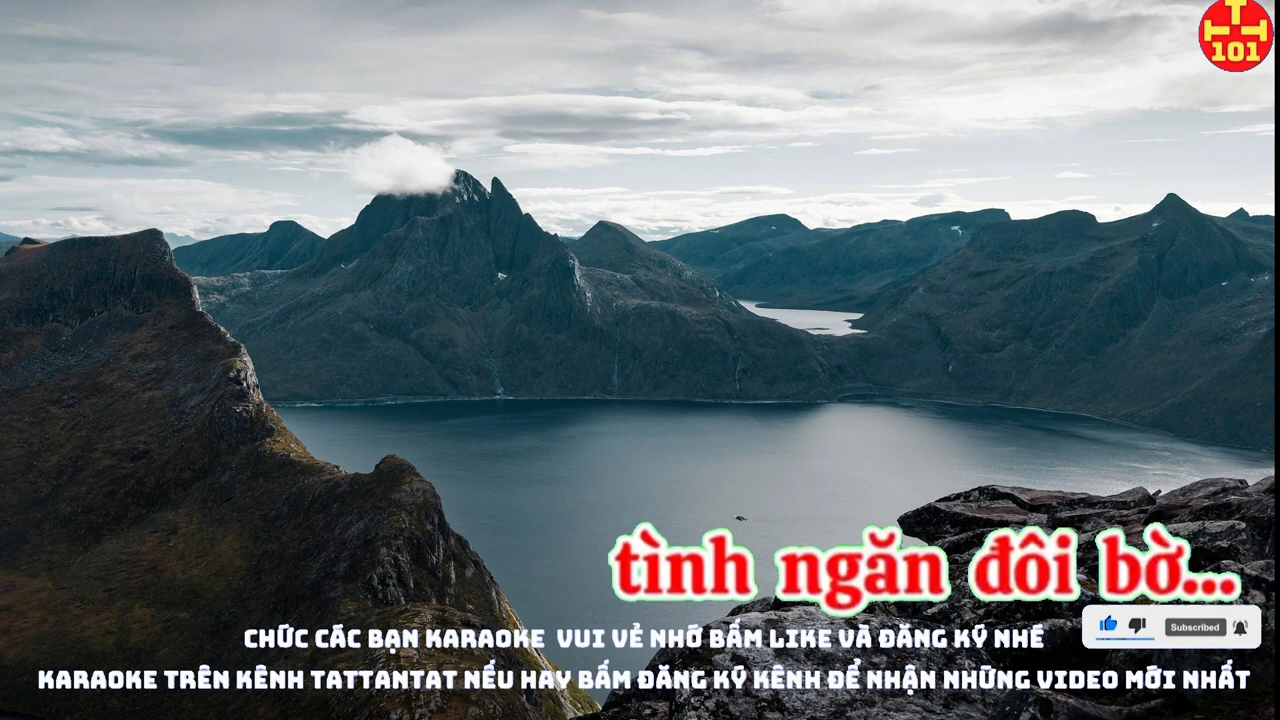 T
T T
101
tình ngăn đôi bờ...
CHÚC CÁC BẠN KARAOKE VUI VẺ NHỚ BẤM LIKE VÀ ĐĂNG KÝ NHÉ
Subscribed
KARAOKE TRÊN KÊNH TATTANTAT NẾU HAY BẤM ĐĂNG KÝ KÊNH ĐỂ NHẬN NHỮNG VIDEO MỚI NHẤT